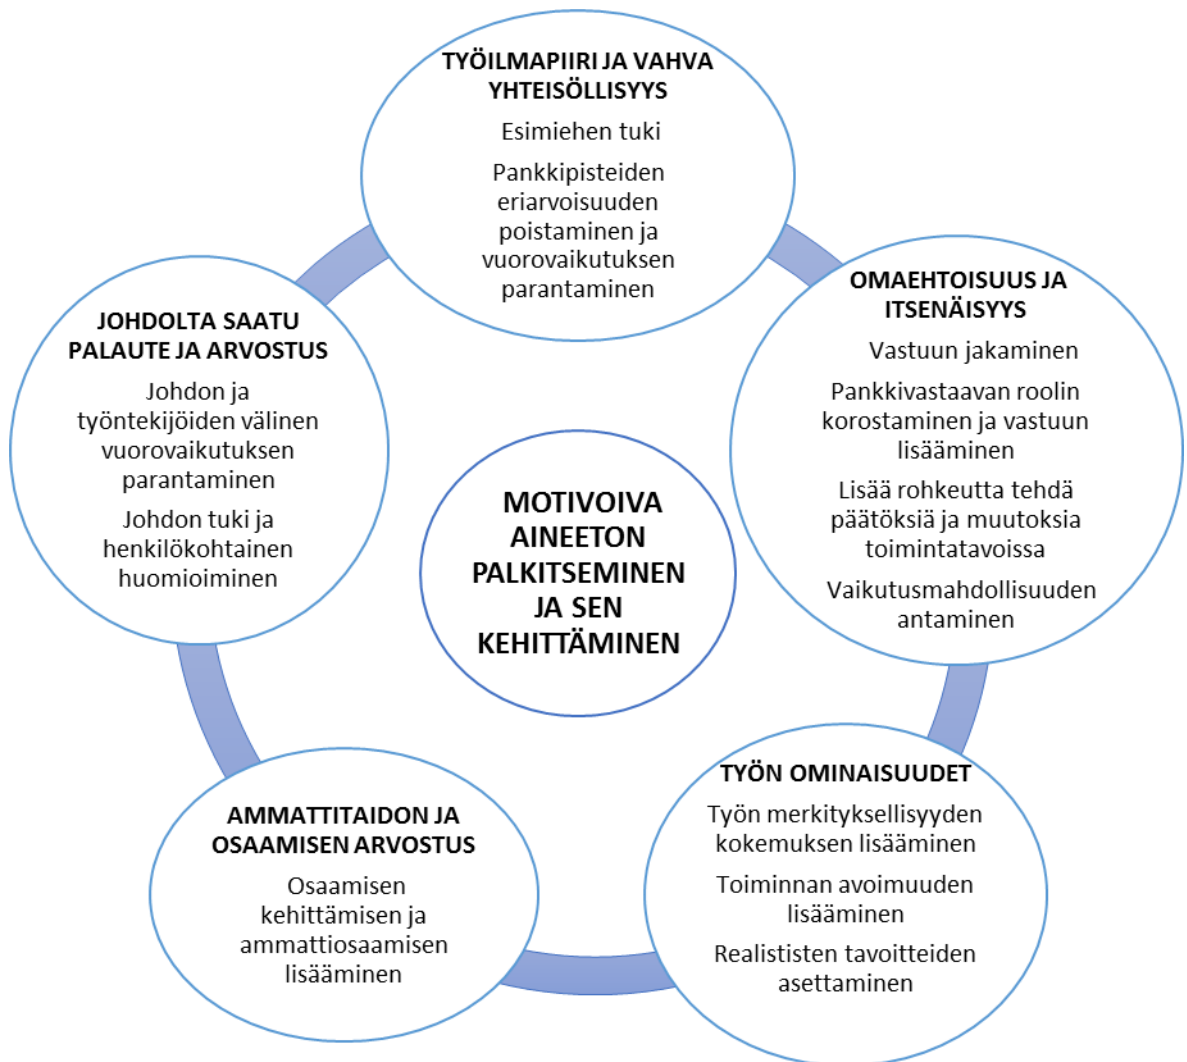 TYÖILMAPIIRI JA VAHVA
YHTEISÖLLISYYS
Esimiehen tuki
Pankkipisteiden
eriarvoisuuden
poistaminen ja
vuorovaikutuksen
parantaminen
OMAEHTOISUUS JA
ITSENÄISYYS
Vastuun jakaminen
Pankkivastaavan roolin
korostaminen ja vastuun
lisääminen
Lisää rohkeutta tehdä
päätöksiä ja muutoksia
toimintatavoissa
Vaikutusmahdollisuuden
antaminen
TYÖN OMINAISUUDET
Työn merkityksellisyyden
kokemuksen lisääminen
Toiminnan avoimuuden
lisääminen
Realististen tavoitteiden
asettaminen
AMMATTITAIDON JA
OSAAMISEN ARVOSTUS
Osaamisen
kehittämisen ja
ammattiosaamisen
lisääminen
JOHDOLTA SAATU
PALAUTE JA ARVOSTUS
Johdon ja
työntekijöiden välinen
vuorovaikutuksen
parantaminen
Johdon tuki ja
henkilökohtainen
huomioiminen
MOTIVOIVA
AINEETON
PALKITSEMINEN
JA SEN
KEHITTÄMINEN